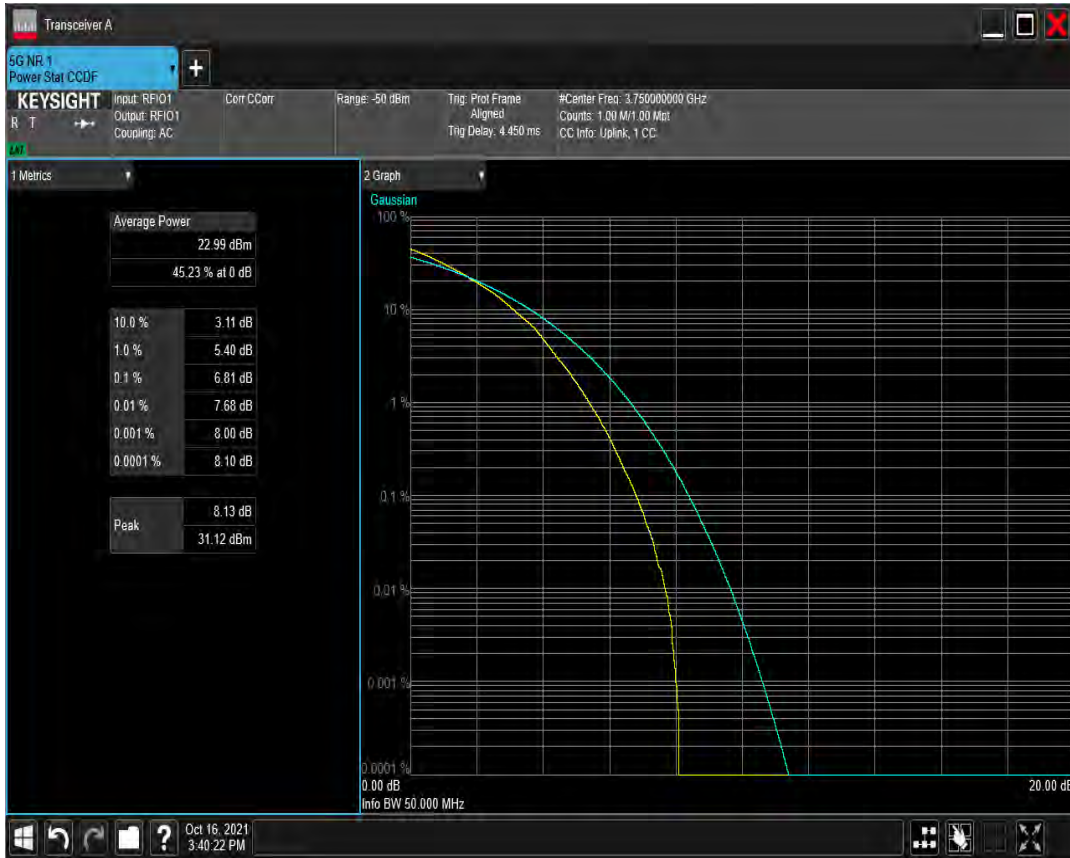 Transceiver A
5G NR 1
Power Stat CCDF
+
KEYSIGHT
R T
LXI
Input: RFIO1
Output: RFIO1
Coupling: AC
Corr CCorr
Range: -50 dBm
Trig: Prot Frame
Aligned
Trig Delay: 4.450 ms
#Center Freq: 3.750000000 GHz
Counts: 1.00 M/1.00 Mpt
CC Info: Uplink, 1 CC
1 Metrics
Average Power
22.99 dBm
45.23 % at 0 dB
10.0 % 3.11 dB
1.0 % 5.40 dB
0.1 % 6.81 dB
0.01 % 7.68 dB
0.001 % 8.00 dB
0.0001 % 8.10 dB
Peak
8.13 dB
31.12 dBm
2 Graph
Gaussian
100 %
10 %
1 %
0.1 %
0.01 %
0.001 %
0.0001 %
0.00 dB 20.00 dB
Info BW 50.000 MHz
?
Oct 16, 2021
3:40:22 PM